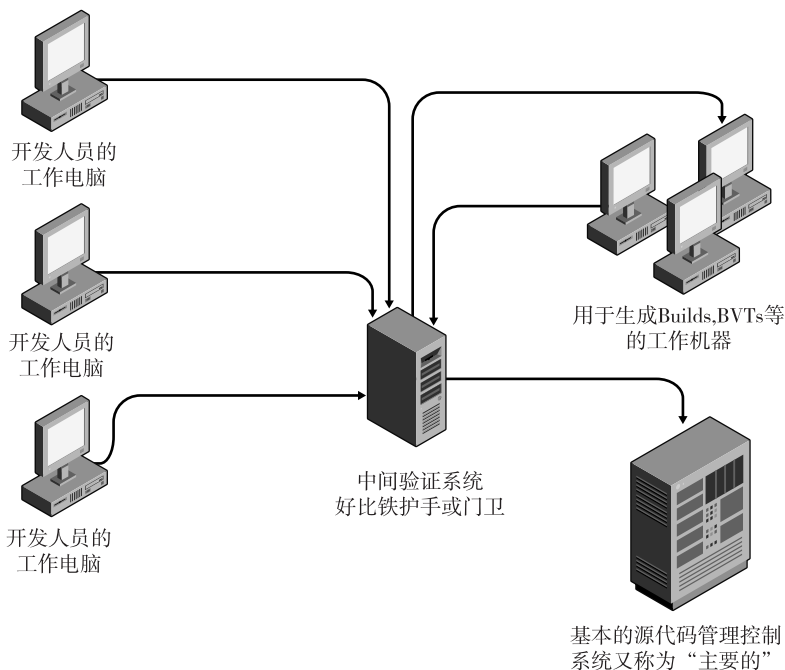 开发人员的
工作电脑
开发人员的
工作电脑
开发人员的
工作电脑
中间验证系统
好比铁护手或门卫
用于生成Builds,BVTs等
的工作机器
基本的源代码管理控制
系统又称为“主要的”